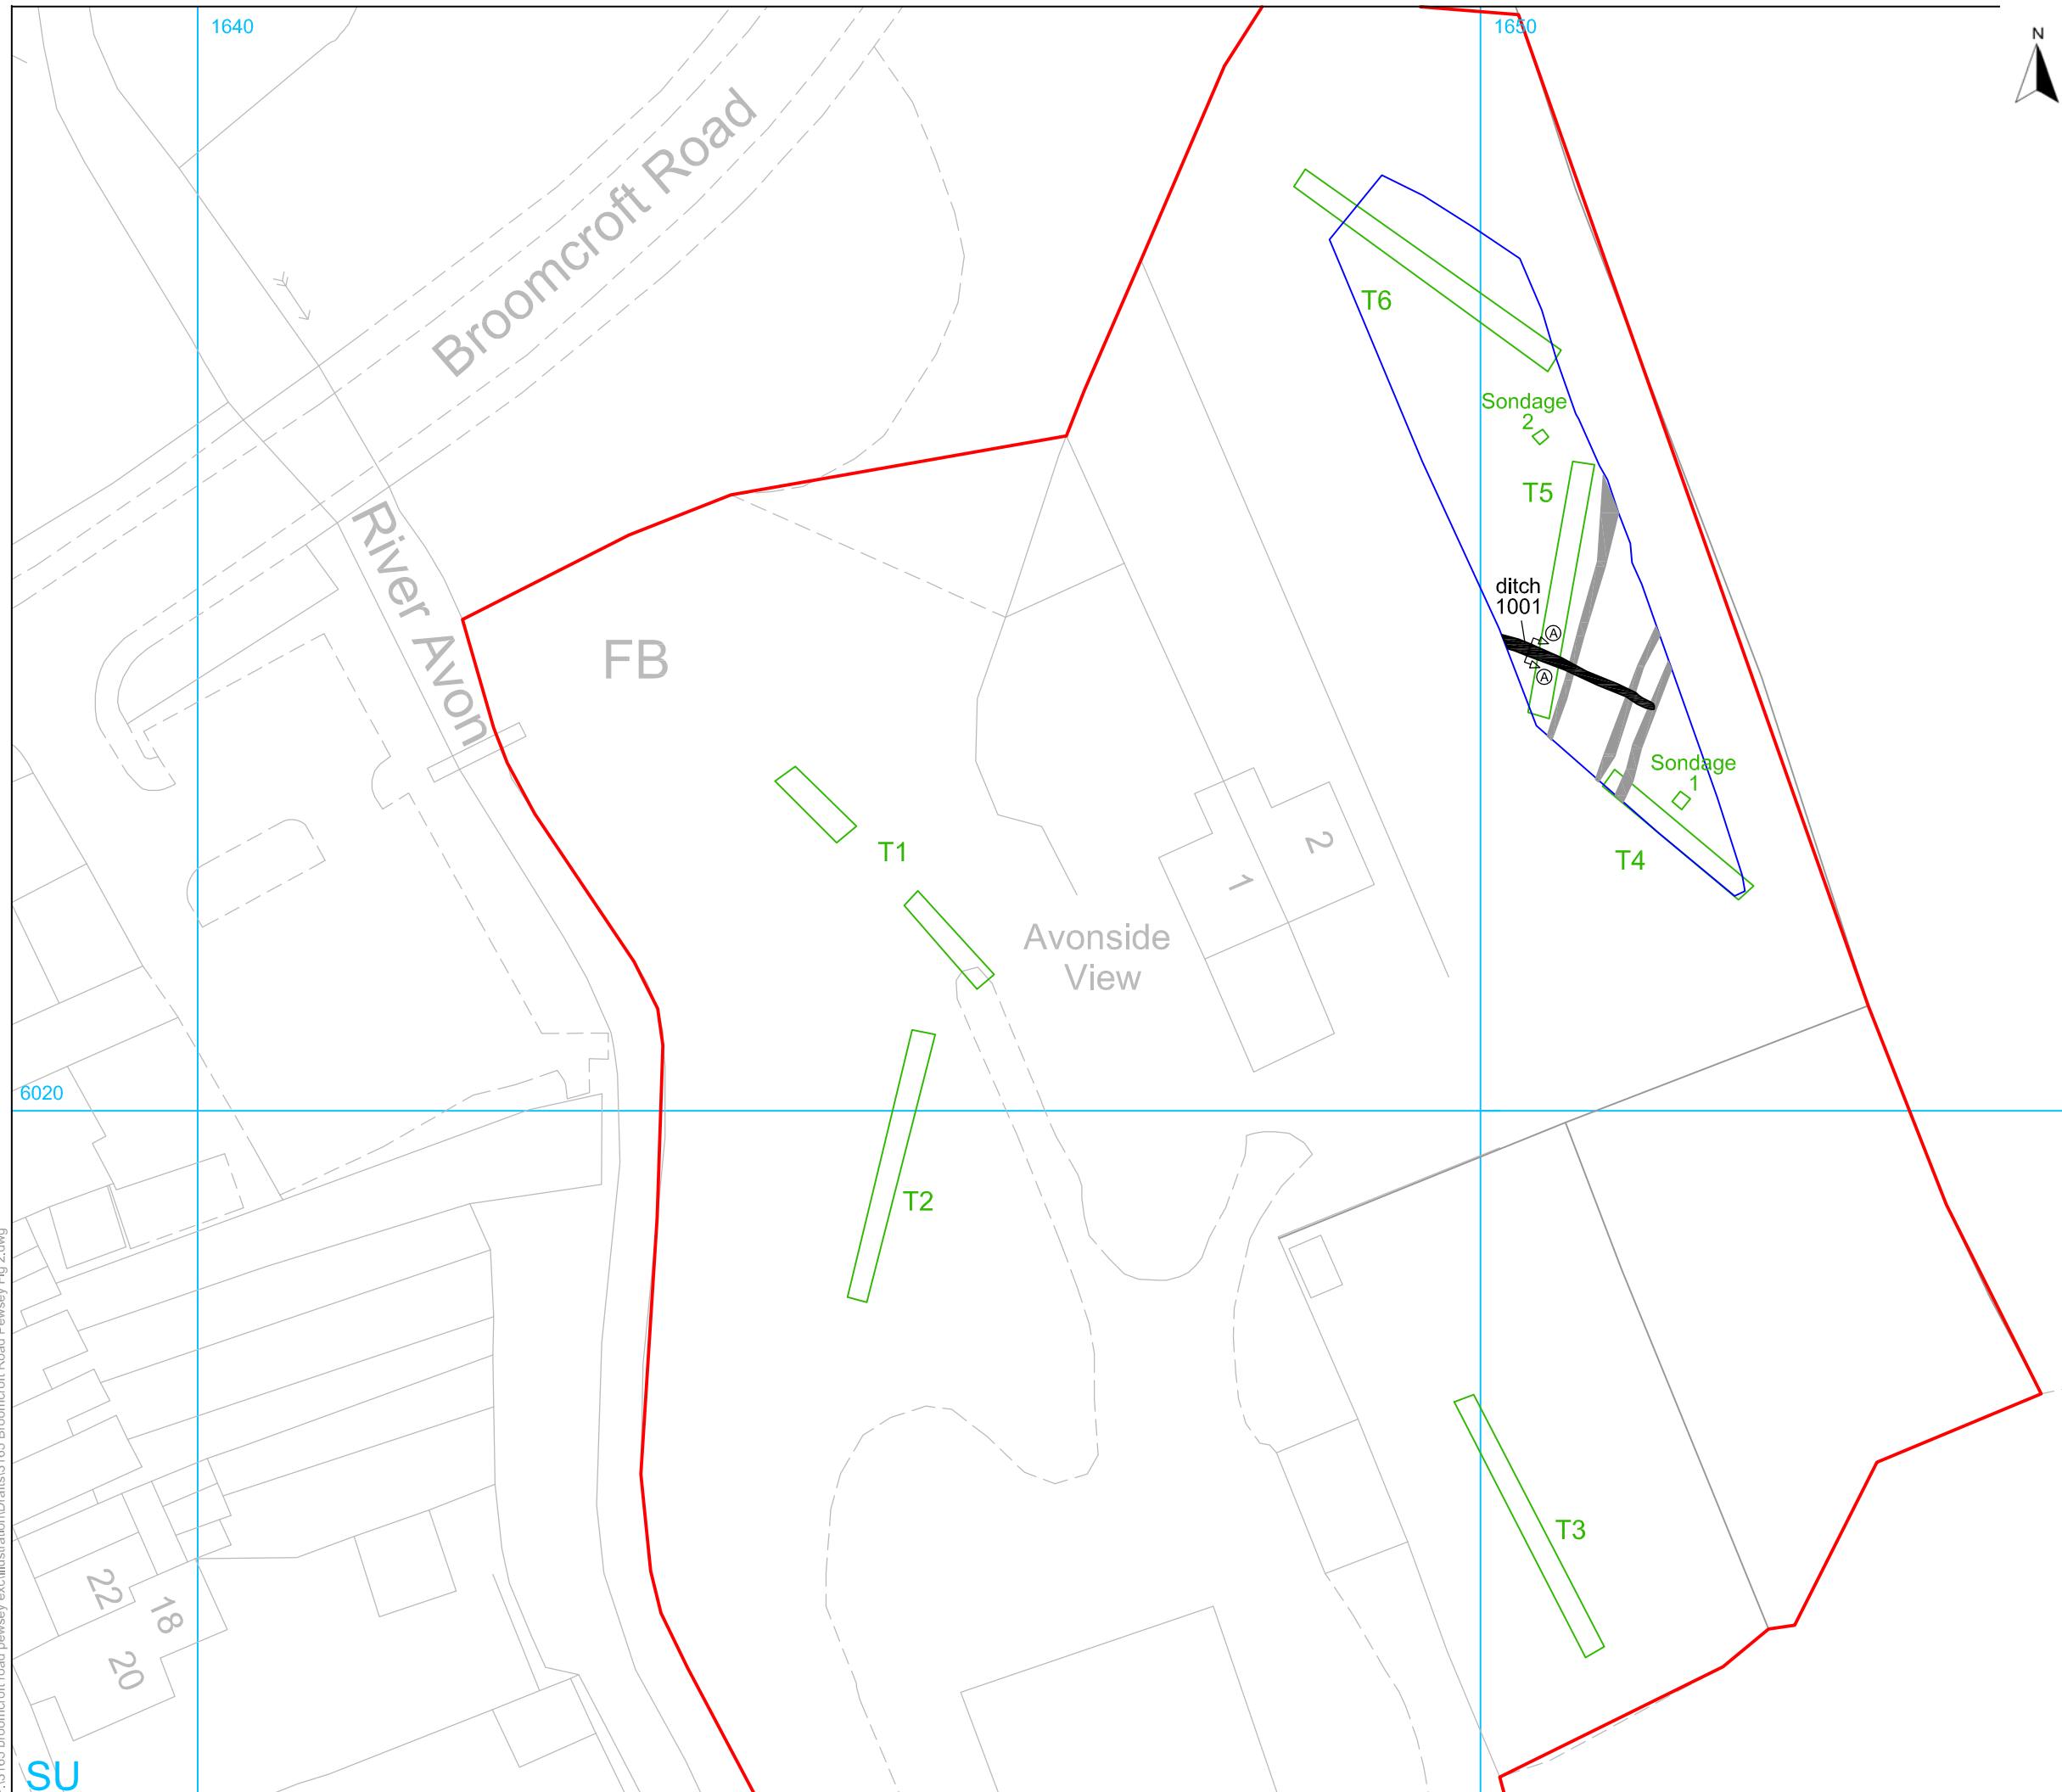 1640
1650
N
Broomcroft Road
T6
Sondage
2
T5
River Avon
ditch
1001
A
A
FB
Sondage
1
T1
2
T4
1
Avonside
View
6020
T2
T3
22
18
20
SU